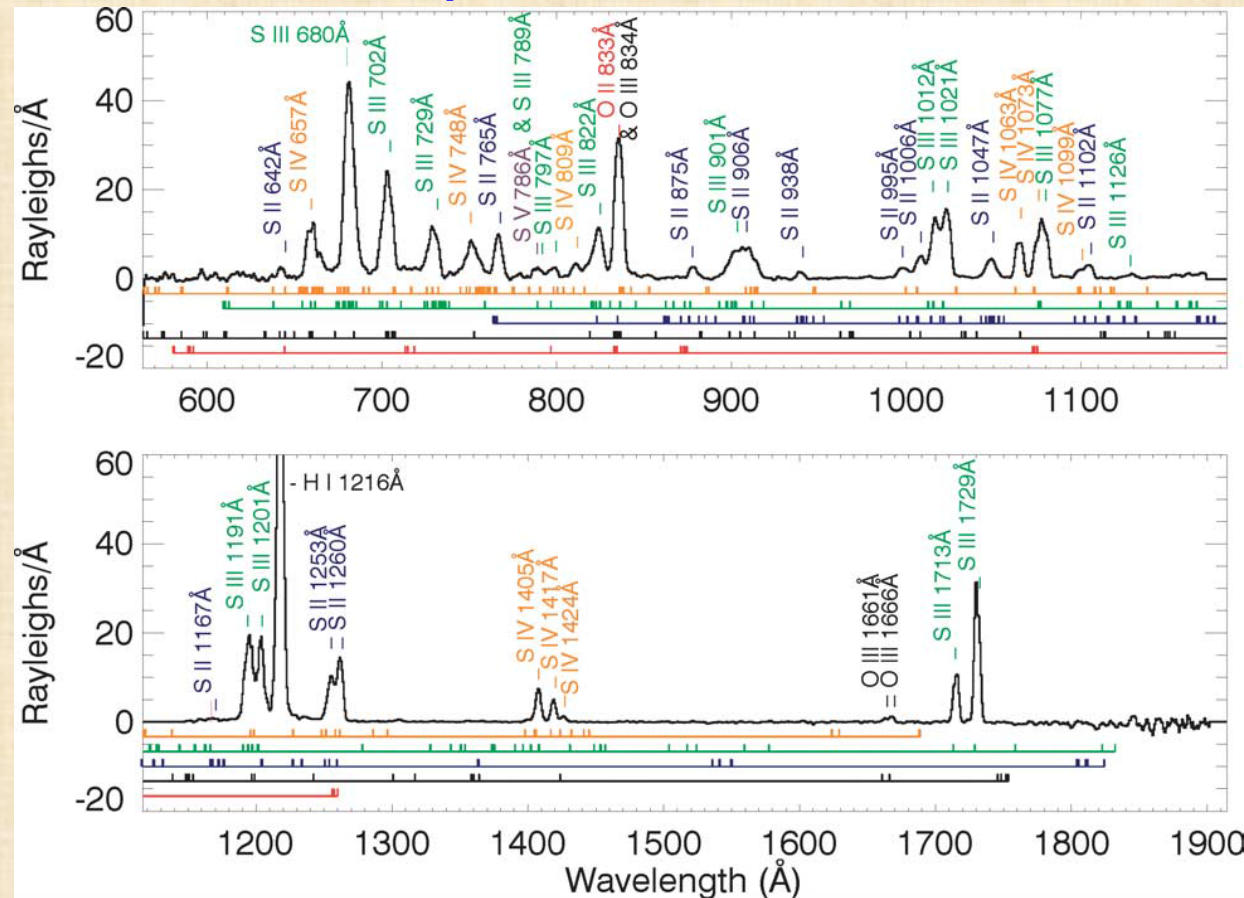 60
40
20
0
-20
Rayleighs/Å
S II 642Å
S IV 657Å
S III 680Å
S III 702Å
S III 729Å
S IV 748Å
S II 765Å
S V 786Å & S III 789Å
S III 797Å
S IV 809Å
S III 822Å
O II 833Å
& O III 834Å
S II 875Å
S III 901Å
S II 906Å
S II 938Å
S II 995Å
S II 1006Å
S III 1012Å
S III 1021Å
S II 1047Å
S IV 1063Å
S IV 1073Å
S III 1077Å
S IV 1099Å
S II 1102Å
S III 1126Å
600 700 800 900 1000 1100
60
40
20
0
-20
Rayleighs/Å
S II 1167Å
S III 1191Å
S III 1201Å
- H I 1216Å
S II 1253Å
S II 1260Å
S IV 1405Å
S IV 1417Å
S IV 1424Å
O III 1661Å
O III 1666Å
S III 1713Å
S III 1729Å
1200 1300 1400 1500 1600 1700 1800 1900
Wavelength (Å)